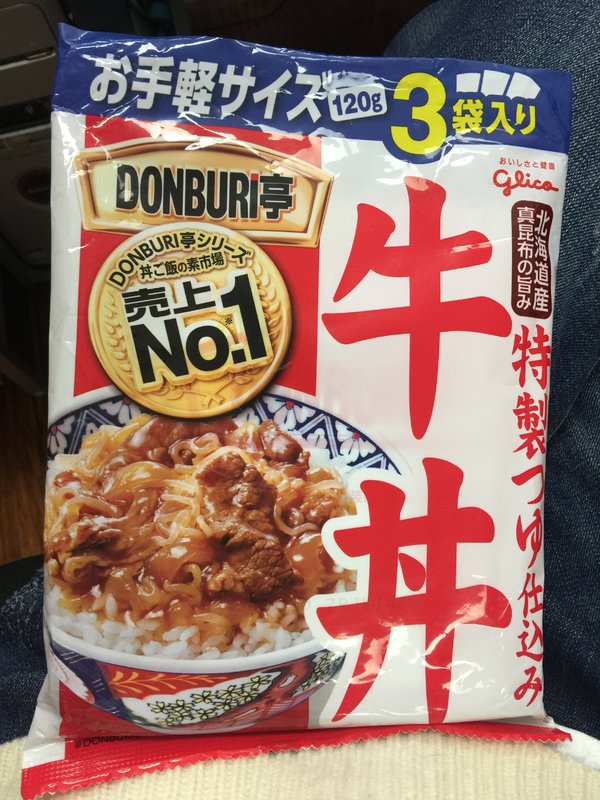 お手軽サイズ 120g 3袋入り
おいしさと健康
glico
DONBURI亭
DONBURI亭シリーズ
丼ご飯の素市場
売上
No.1
※
牛丼
北海道産
真昆布の旨み
特製つゆ仕込み
※DONBURI